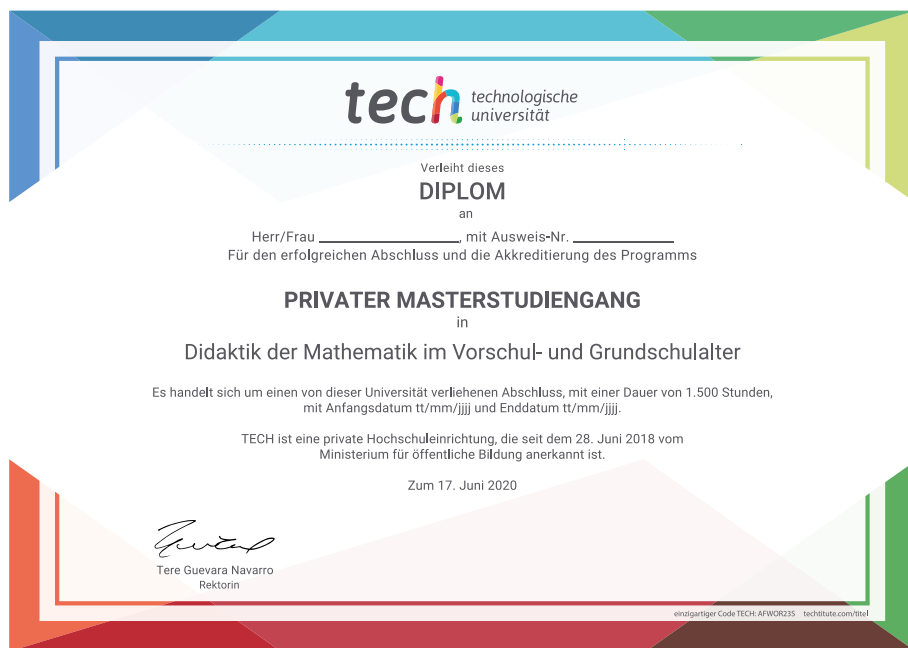 tech technologische
universität
Verleiht dieses
DIPLOM
an
Herr/Frau ____________________, mit Ausweis-Nr. ______________
Für den erfolgreichen Abschluss und die Akkreditierung des Programms
PRIVATER MASTERSTUDIENGANG
in
Didaktik der Mathematik im Vorschul- und Grundschulalter
Es handelt sich um einen von dieser Universität verliehenen Abschluss, mit einer Dauer von 1.500 Stunden,
mit Anfangsdatum tt/mm/jjjj und Enddatum tt/mm/jjjj.
TECH ist eine private Hochschuleinrichtung, die seit dem 28. Juni 2018 vom
Ministerium für öffentliche Bildung anerkannt ist.
Zum 17. Juni 2020
Tere Guevara Navarro
Rektorin
einzigartiger Code TECH: AFWOR23S techtitute.com/titel